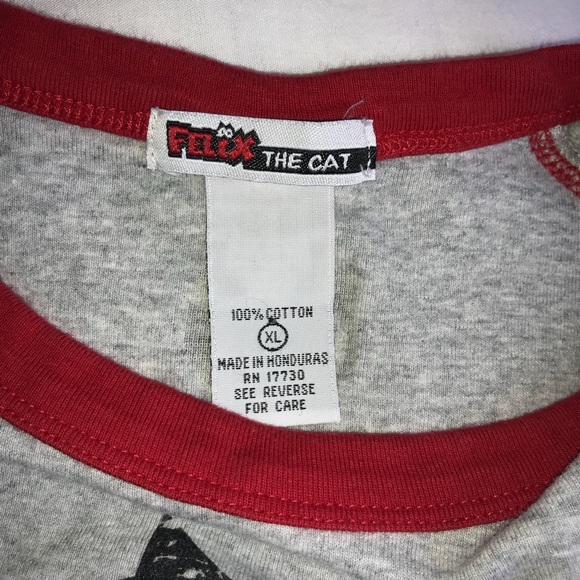 FELIX THE CAT
100% COTTON
XL
MADE IN HONDURAS
RN 17730
SEE REVERSE
FOR CARE